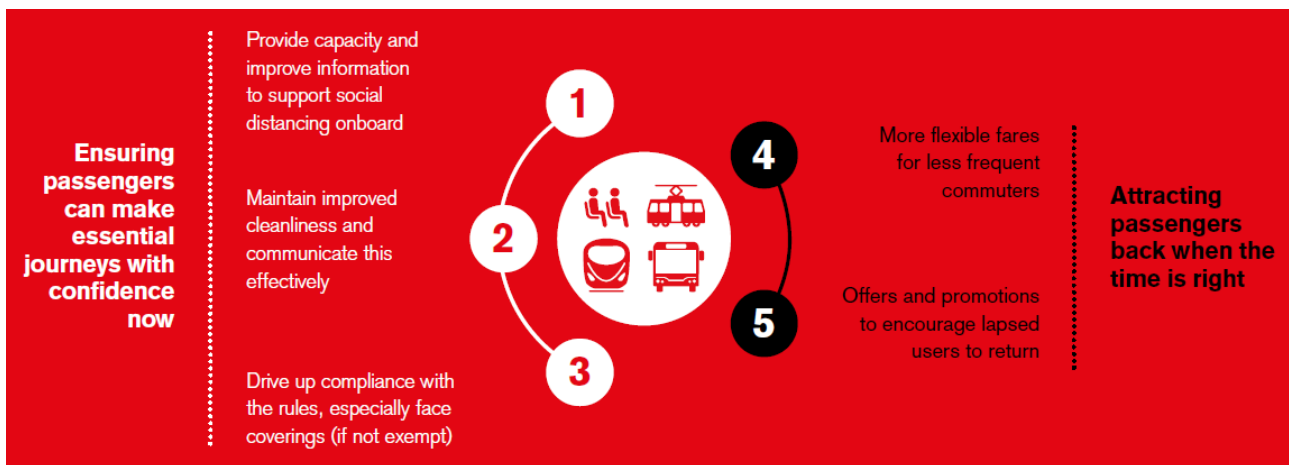 Ensuring
passengers
can make
essential
journeys with
confidence
now
Provide capacity and
improve information
to support social
distancing onboard
1
Maintain improved
cleanliness and
communicate this
effectively
2
Drive up compliance with
the rules, especially face
coverings (if not exempt)
3
4
More flexible fares
for less frequent
commuters
5
Offers and promotions
to encourage lapsed
users to return
Attracting
passengers
back when the
time is right